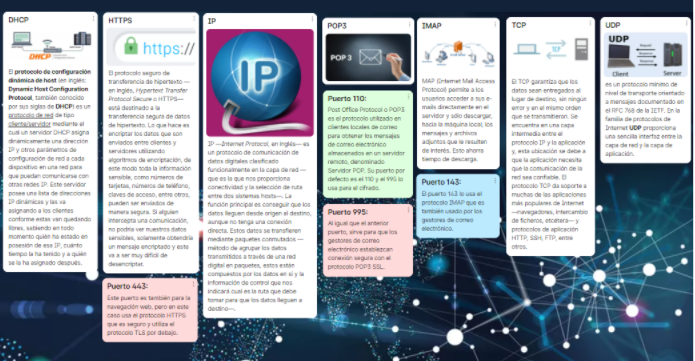 DHCP
DHCP
El protocolo de configuración
dinámica de host (en inglés:
Dynamic Host Configuration
Protocol, también conocido
por sus siglas de DHCP) es un
protocolo de red de tipo
cliente/servidor mediante el
cual un servidor DHCP asigna
dinámicamente una dirección
IP y otros parámetros de
configuración de red a cada
dispositivo en una red para
que puedan comunicarse con
otras redes IP. Este servidor
posee una lista de direcciones
IP dinámicas y las va
asignando a los clientes
conforme estas van quedando
libres, sabiendo en todo
momento quién ha estado en
posesión de esa IP, cuánto
tiempo la ha tenido y a quién
se la ha asignado después.
HTTPS
https://
El protocolo seguro de
transferencia de hipertexto —
en inglés, Hypertext Transfer
Protocol Secure o HTTPS—
está destinado a la
transferencia segura de datos
de hipertexto. Lo que hace es
encriptar los datos que son
enviados entre clientes y
servidores utilizando
algoritmos de encriptación, de
este modo toda la información
sensible, como números de
tarjetas, números de teléfono,
claves de acceso, entre otros,
pueden ser enviados de
manera segura. Si alguien
intercepta una comunicación,
no podría ver nuestros datos
sensibles, solamente obtendría
un mensaje encriptado y este
va a ser muy difícil de
desencriptar.
Puerto 443:
Este puerto es también para la
navegación web, pero en este
caso usa el protocolo HTTPS
que es seguro y utiliza el
protocolo TLS por debajo.
IP
IP
IP —Internet Protocol, en inglés— es
un protocolo de comunicación de
datos digitales clasificado
funcionalmente en la capa de red —
que es la que nos proporciona
conectividad y la selección de ruta
entre dos sistemas hosts—. La
función principal es conseguir que los
datos lleguen desde origen al destino,
aunque no tenga una conexión
directa. Estos datos se transfieren
mediante paquetes conmutados —
método de agrupar los datos
transmitidos a través de una red
digital en paquetes, estos están
compuestos por los datos en sí y la
información de control que nos
indicará cual es la ruta que debe
tomar para que los datos lleguen a
destino—.
POP3
POP 3
Puerto 110:
Post Office Protocol o POP3
es el protocolo utilizado en
clientes locales de correo
para obtener los mensajes
de correo electrónico
almacenados en un servidor
remoto, denominado
Servidor POP. Su puerto por
defecto es el 110 y el 995 lo
usa para el cifrado.
Puerto 995:
Al igual que el anterior
puerto, sirve para que los
gestores de correo
electrónico establezcan
conexión segura con el
protocolo POP3 SSL.
IMAP
MAP (Internet Mail Access
Protocol) permite a los
usuarios acceder a sus e-
mails directamente en el
servidor y sólo descargar,
hacia la máquina local, los
mensajes y archivos
adjuntos que le resulten
de interés. Esto ahorra
tiempo de descarga.
Puerto 143:
El puerto 143 lo usa el
protocolo IMAP que es
también usado por los
gestores de correo
electrónico.
TCP
TCP
El TCP garantiza que los
datos sean entregados al
lugar de destino, sin ningún
error y en al mismo orden
que se transmitieron. Se
encuentra en una capa
intermedia entre el
protocolo IP y la aplicación
y, esta ubicación se debe a
que la aplicación necesita
que la comunicación de la
red sea confiable. El
protocolo TCP da soporte a
muchas de las aplicaciones
más populares de Internet
—navegadores, intercambio
de ficheros, etcétera— y
protocolos de aplicación
HTTP, SSH, FTP, entre
otros.
UDP
UDP
Client
Server
es un protocolo mínimo de
nivel de transporte orientado
a mensajes documentado en
el RFC 768 de la IETF. En la
familia de protocolos de
Internet UDP proporciona
una sencilla interfaz entre la
capa de red y la capa de
aplicación.